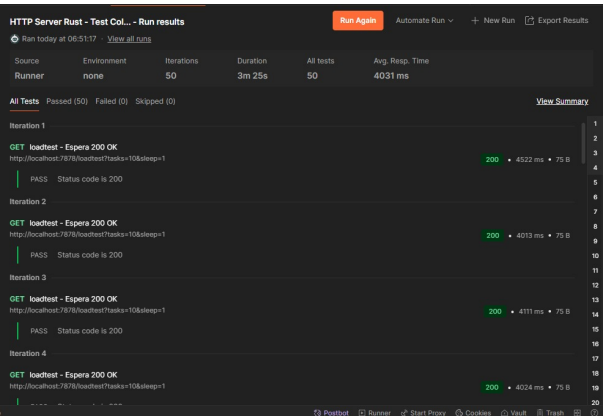 HTTP Server Rust - Test Col... - Run results
Run Again
Automate Run
+ New Run
Export Results
Ran today at 06:51:17 · View all runs
Source Environment Iterations Duration All tests Avg. Resp. Time
Runner none 50 3m 25s 50 4031 ms
All Tests Passed (50) Failed (0) Skipped (0) View Summary
Iteration 1
GET loadtest - Espera 200 OK
http://localhost:7878/loadtest?tasks=10&sleep=1 200 • 4522 ms • 75 B
PASS Status code is 200
Iteration 2
GET loadtest - Espera 200 OK
http://localhost:7878/loadtest?tasks=10&sleep=1 200 • 4013 ms • 75 B
PASS Status code is 200
Iteration 3
GET loadtest - Espera 200 OK
http://localhost:7878/loadtest?tasks=10&sleep=1 200 • 4111 ms • 75 B
PASS Status code is 200
Iteration 4
GET loadtest - Espera 200 OK
http://localhost:7878/loadtest?tasks=10&sleep=1 200 • 4024 ms • 75 B
1
2
3
4
5
6
7
8
9
10
11
12
13
14
15
16
17
18
19
20
Postbot Runner Start Proxy Cookies Vault Trash